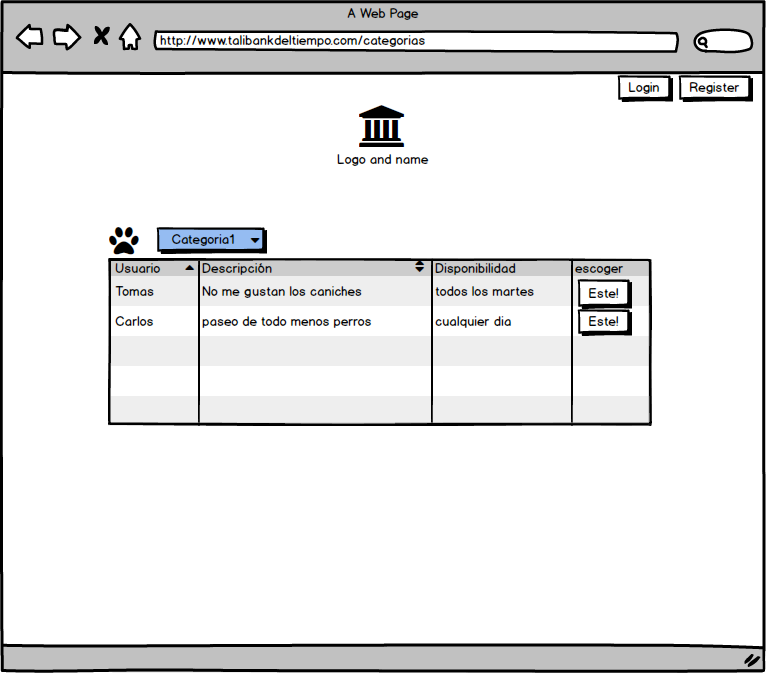 A Web Page
http://www.talibankdeltiempo.com/categorias
Login Register
Logo and name
Categoria1
Usuario Descripción Disponibilidad escoger
Tomas No me gustan los caniches todos los martes Este!
Carlos paseo de todo menos perros cualquier dia Este!